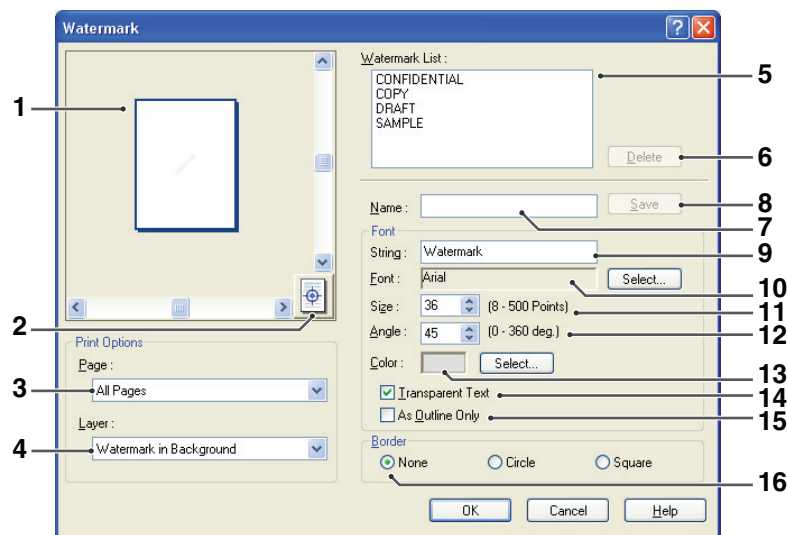 Watermark
Watermark List :
CONFIDENTIAL
COPY
DRAFT
SAMPLE
Delete
Name :
Save
Font
String :
Watermark
Font :
Arial
Select...
Size :
36
(8 - 500 Points)
Angle :
45
(0 - 360 deg.)
Color :
Select...
Transparent Text
As Outline Only
Border
None
Circle
Square
Print Options
Page :
All Pages
Layer :
Watermark in Background
OK
Cancel
Help
1
2
3
4
5
6
8
7
9
10
11
12
13
14
15
16